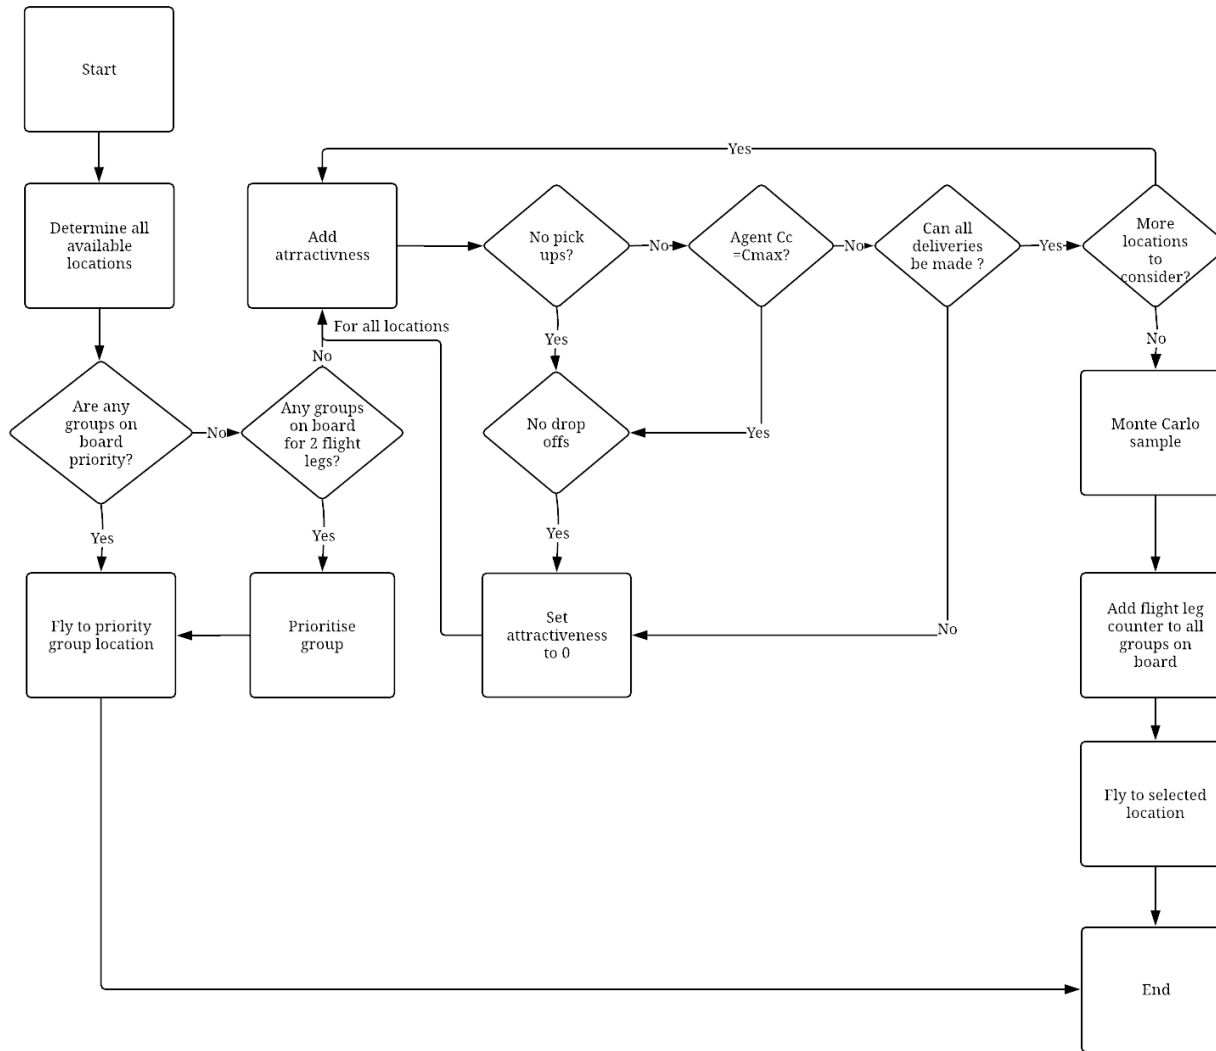 Start
Determine all
available
locations
Are any
groups on
board
priority?
No
Yes
Fly to priority
group location
Any groups
on board
for 2 flight
legs?
No
Yes
Prioritise
group
For all locations
Add
atrractivness
No pick
ups?
No
Yes
No drop
offs
Yes
Set
attractiveness
to 0
Agent Cc
=Cmax?
No
Yes
Can all
deliveries
be made ?
Yes
No
More
locations
to
consider?
Yes
No
Monte Carlo
sample
Add flight leg
counter to all
groups on
board
Fly to selected
location
End